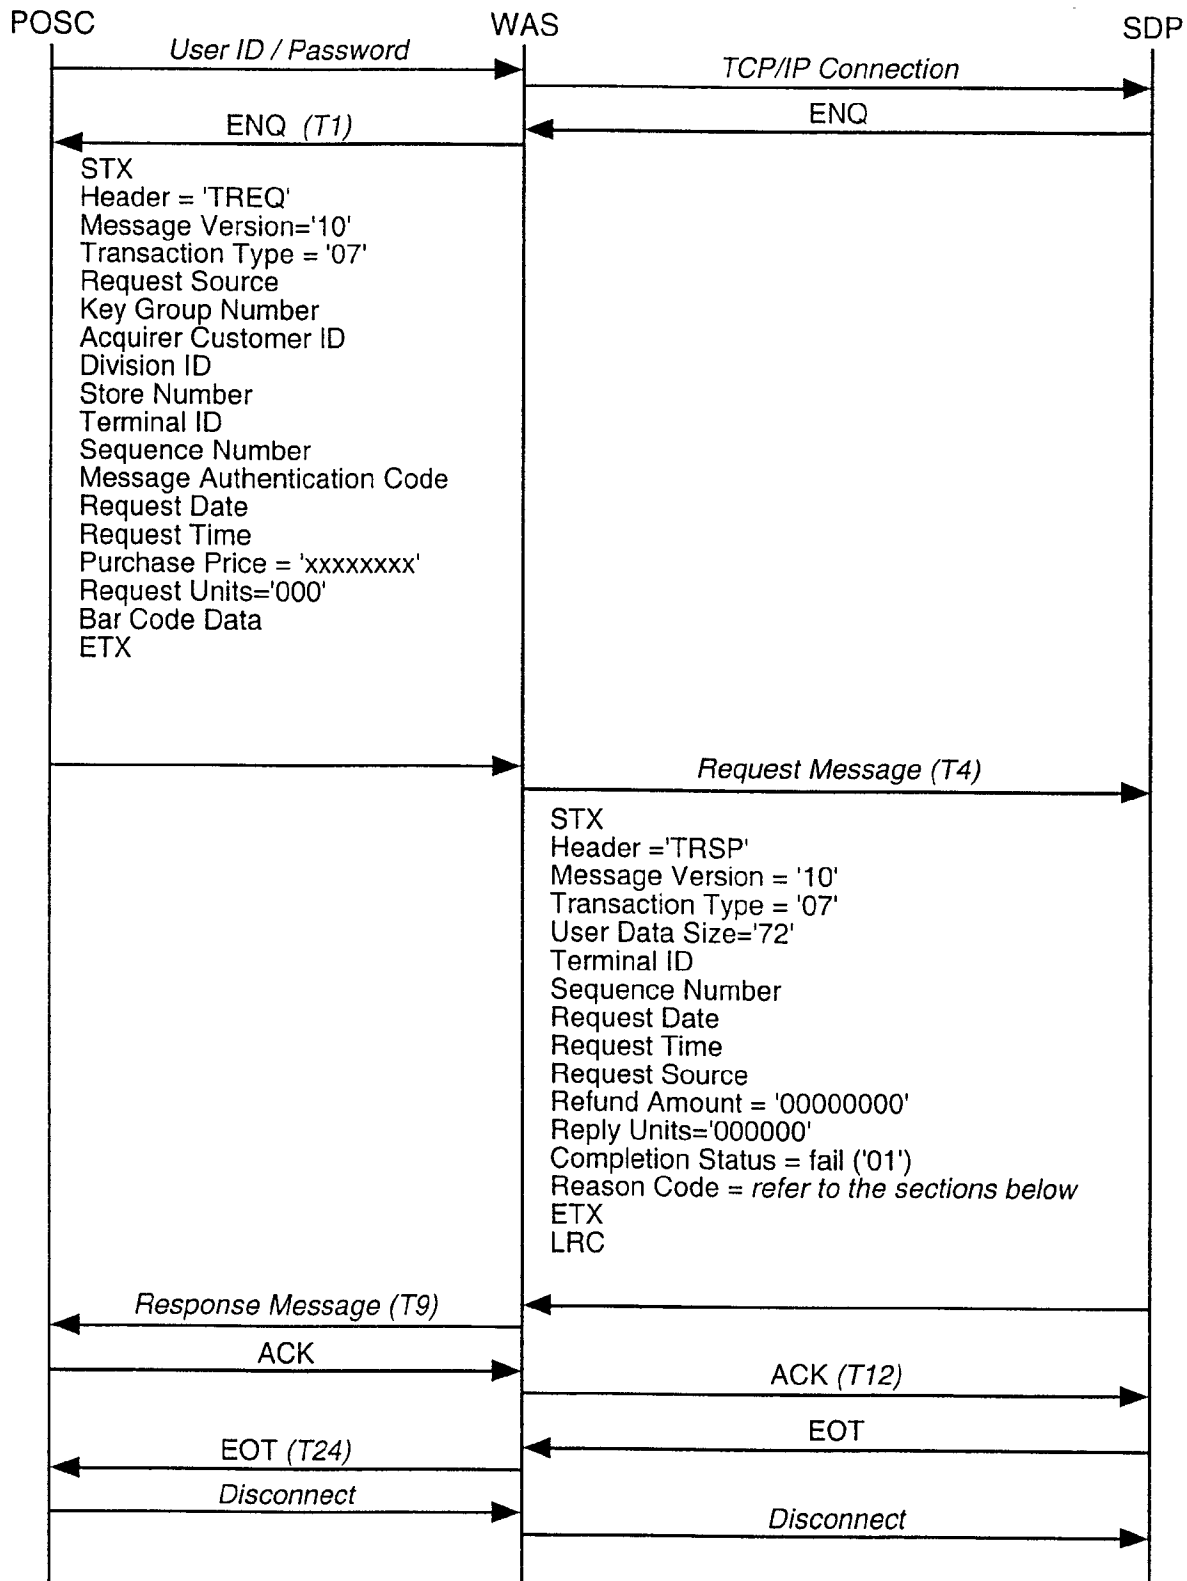 POSC
WAS
SDP
User ID / Password
TCP/IP Connection
ENQ (T1)
ENQ
STX
Header = 'TREQ'
Message Version='10'
Transaction Type = '07'
Request Source
Key Group Number
Acquirer Customer ID
Division ID
Store Number
Terminal ID
Sequence Number
Message Authentication Code
Request Date
Request Time
Purchase Price = 'xxxxxxxx'
Request Units='000'
Bar Code Data
ETX
Request Message (T4)
STX
Header ='TRSP'
Message Version = '10'
Transaction Type = '07'
User Data Size='72'
Terminal ID
Sequence Number
Request Date
Request Time
Request Source
Refund Amount = '00000000'
Reply Units='000000'
Completion Status = fail ('01')
Reason Code = refer to the sections below
ETX
LRC
Response Message (T9)
ACK
ACK (T12)
EOT
EOT (T24)
Disconnect
Disconnect